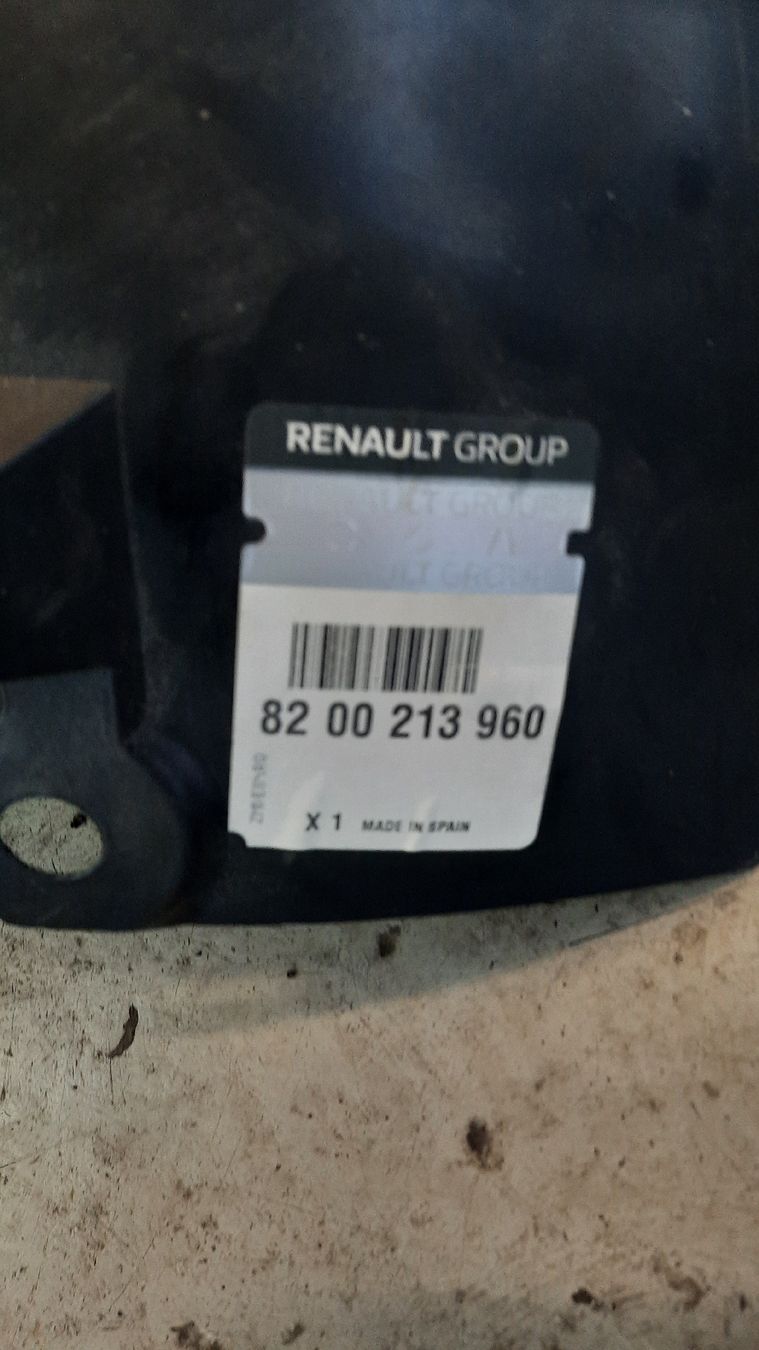 RENAULT GROUP
82 00 213 960
X 1 MADE IN SPAIN